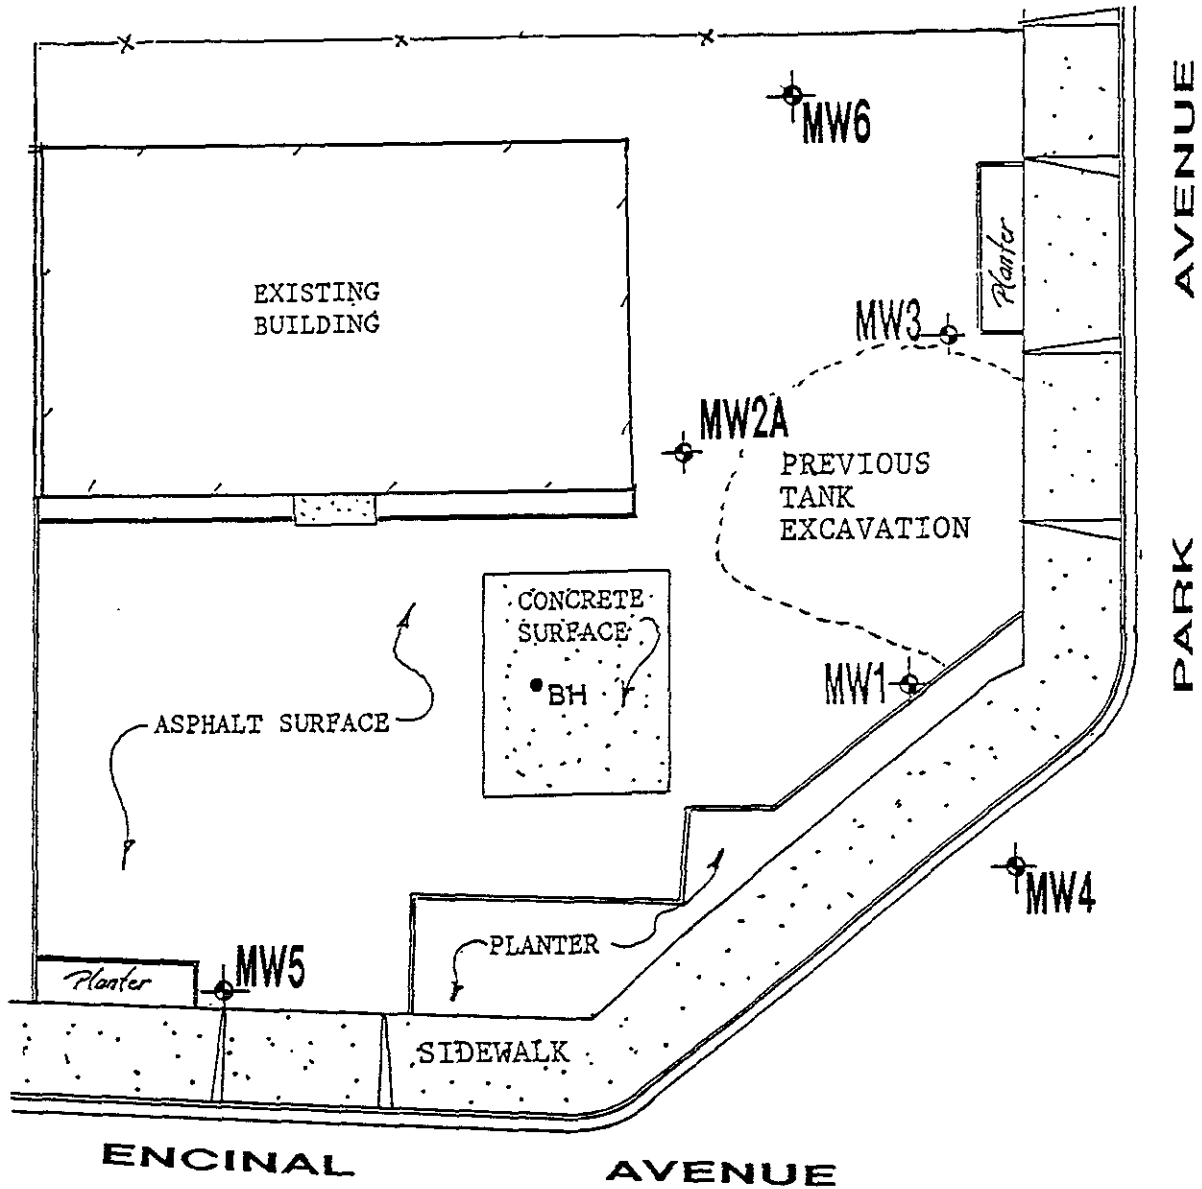 MW6
AVENUE
Planter
EXISTING
BUILDING
MW3
MW2A
PREVIOUS
TANK
EXCAVATION
PARK
CONCRETE
SURFACE
BH
MW1
ASPHALT SURFACE
MW4
PLANTER
MW5
Planter
SIDEWALK
ENCINAL AVENUE